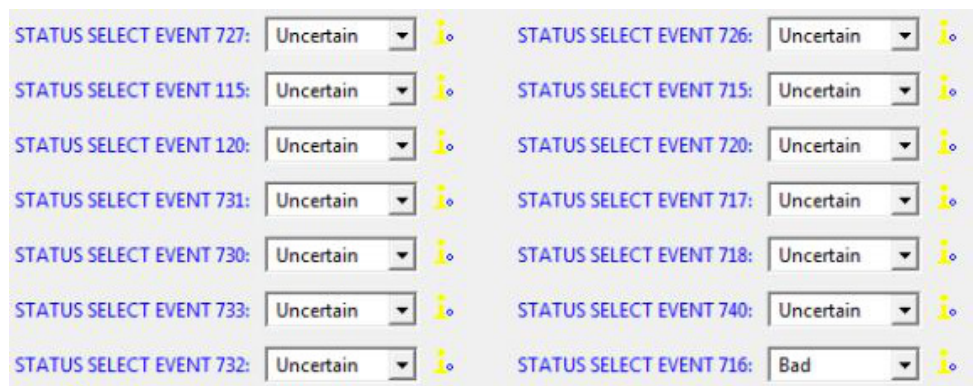 STATUS SELECT EVENT 727: Uncertain STATUS SELECT EVENT 726: Uncertain
STATUS SELECT EVENT 115: Uncertain STATUS SELECT EVENT 715: Uncertain
STATUS SELECT EVENT 120: Uncertain STATUS SELECT EVENT 720: Uncertain
STATUS SELECT EVENT 731: Uncertain STATUS SELECT EVENT 717: Uncertain
STATUS SELECT EVENT 730: Uncertain STATUS SELECT EVENT 718: Uncertain
STATUS SELECT EVENT 733: Uncertain STATUS SELECT EVENT 740: Uncertain
STATUS SELECT EVENT 732: Uncertain STATUS SELECT EVENT 716: Bad